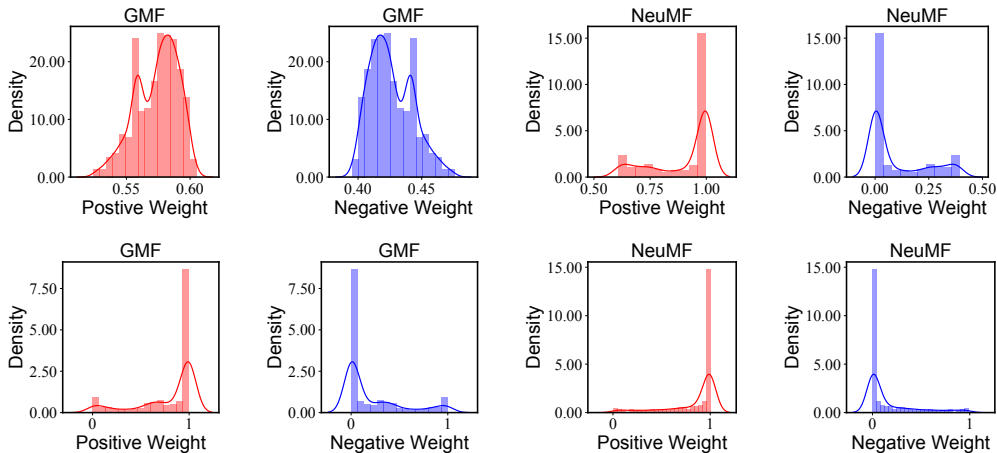 GMF
Density
20.00
10.00
0.00
0.55
0.60
Postive Weight
GMF
Density
20.00
10.00
0.00
0.40
0.45
Negative Weight
NeuMF
Density
15.00
10.00
5.00
0.00
0.50
0.75
1.00
Postive Weight
NeuMF
Density
15.00
10.00
5.00
0.00
0.00
0.25
0.50
Negative Weight
GMF
Density
7.50
5.00
2.50
0.00
0
1
Positive Weight
GMF
Density
7.50
5.00
2.50
0.00
0
1
Negative Weight
NeuMF
Density
15.00
10.00
5.00
0.00
0
1
Positive Weight
NeuMF
Density
15.00
10.00
5.00
0.00
0
1
Negative Weight